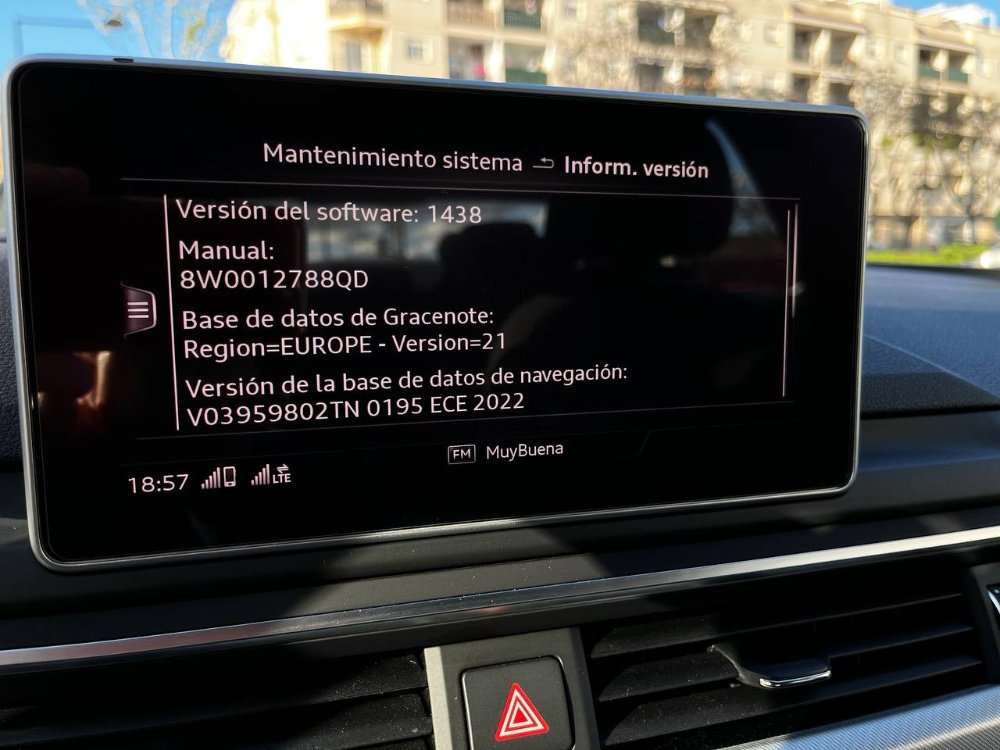 Mantenimiento sistema Inform. versión
Versión del software: 1438
Manual:
8W0012788QD
Base de datos de Gracenote:
Region=EUROPE - Version=21
Versión de la base de datos de navegación:
V03959802TN 0195 ECE 2022
FM MuyBuena
18:57 LTE